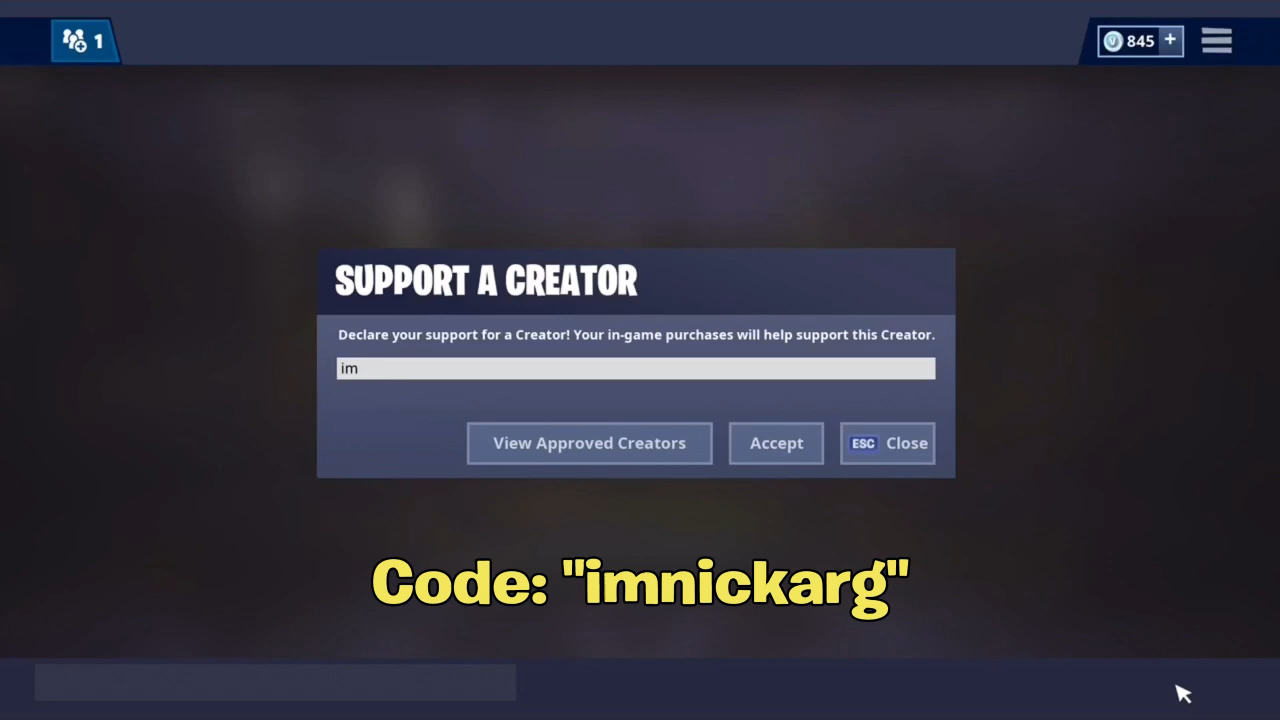 1
845 +
SUPPORT A CREATOR
Declare your support for a Creator! Your in-game purchases will help support this Creator.
im
View Approved Creators
Accept
ESC Close
Code: "imnickarg"